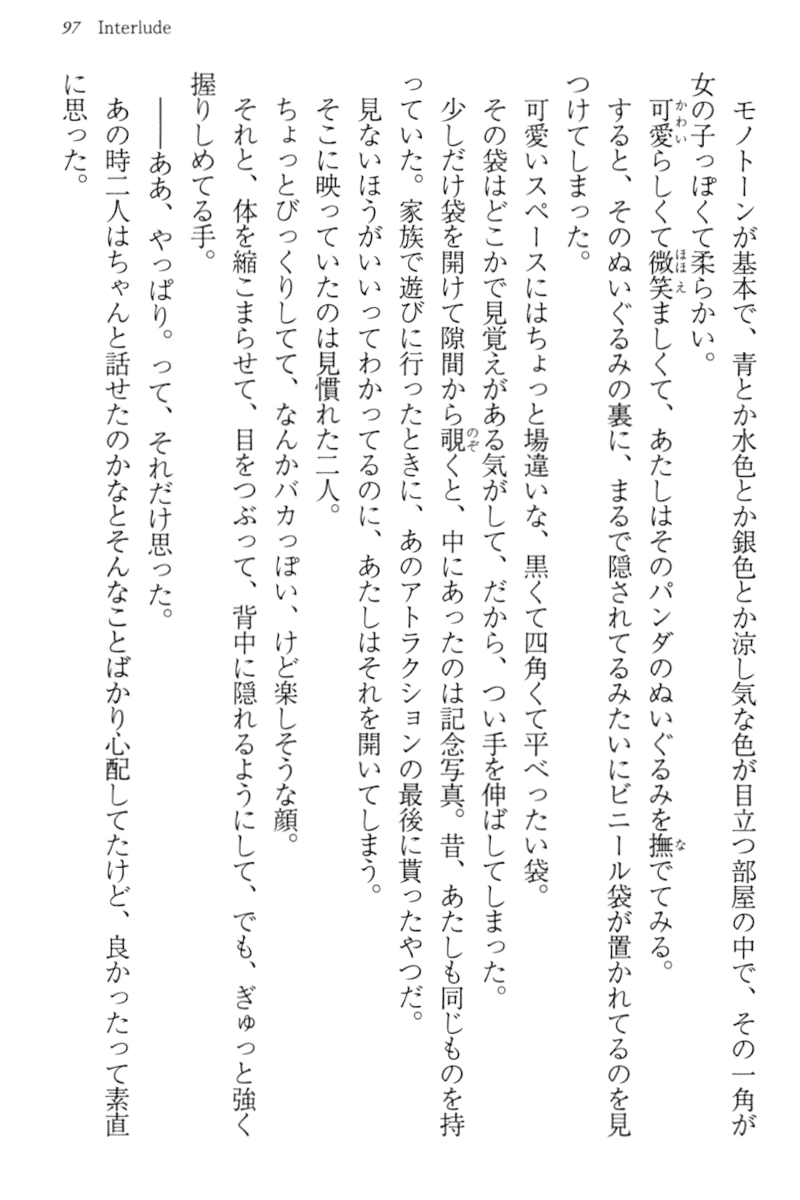 97 Interlude
モノトーンが基本で、青とか水色とか銀色とか涼し気な色が目立つ部屋の中で、その一角が
女の子っぽくて柔らかい。
可愛らしくて微笑ましくて、あたしはそのパンダのぬいぐるみを撫でてみる。
すると、そのぬいぐるみの裏に、まるで隠されてるみたいにビニール袋が置かれてるのを見
つけてしまった。
可愛いスペースにはちょっと場違いな、黒くて四角くて平べったい袋。
その袋はどこかで見覚えがある気がして、だから、つい手を伸ばしてしまった。
少しだけ袋を開けて隙間から覗くと、中にあったのは記念写真。昔、あたしも同じものを持
っていた。家族で遊びに行ったときに、あのアトラクションの最後に貰ったやつだ。
見ないほうがいいってわかってるのに、あたしはそれを開いてしまう。
そこに映っていたのは見慣れた二人。
ちょっとびっくりしてて、なんかバカっぽい、けど楽しそうな顔。
それと、体を縮こまらせて、目をつぶって、背中に隠れるようにして、でも、ぎゅっと強く
握りしめてる手。
――ああ、やっぱり。って、それだけ思った。
あの時二人はちゃんと話せたのかなとそんなことばかり心配してたけど、良かったって素直
に思った。